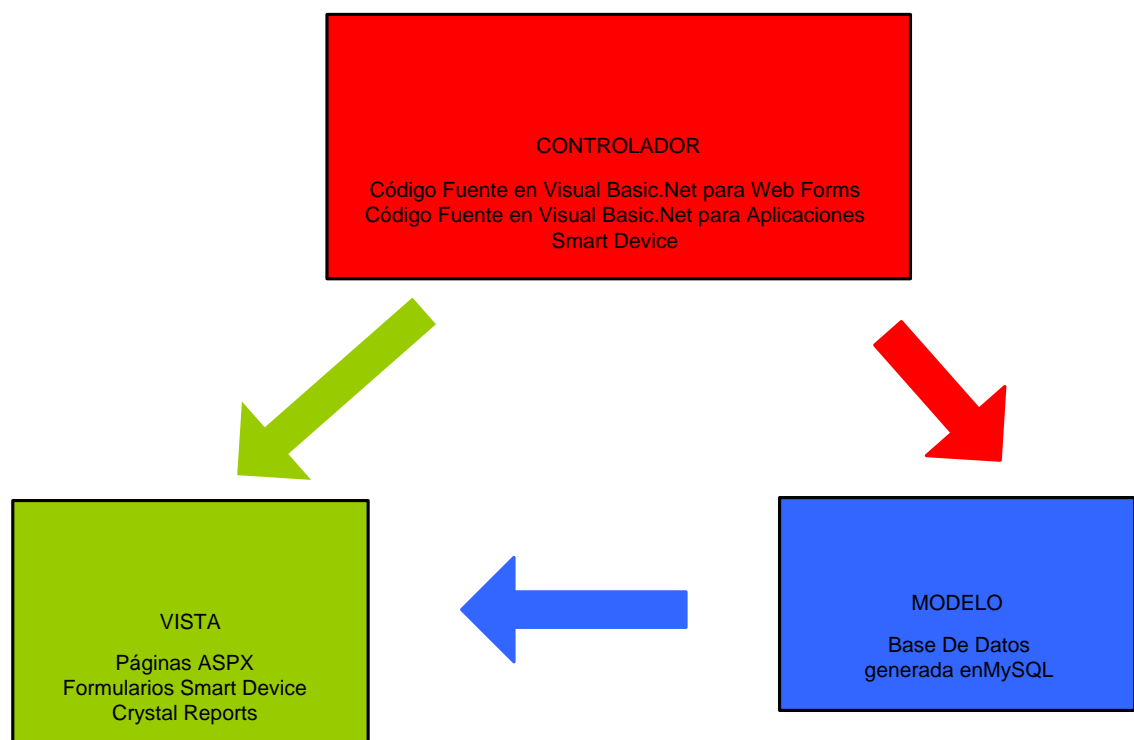 CONTROLADOR
Código Fuente en Visual Basic.Net para Web Forms
Código Fuente en Visual Basic.Net para Aplicaciones
Smart Device
VISTA
Páginas ASPX
Formularios Smart Device
Crystal Reports
MODELO
Base De Datos
generada enMySQL